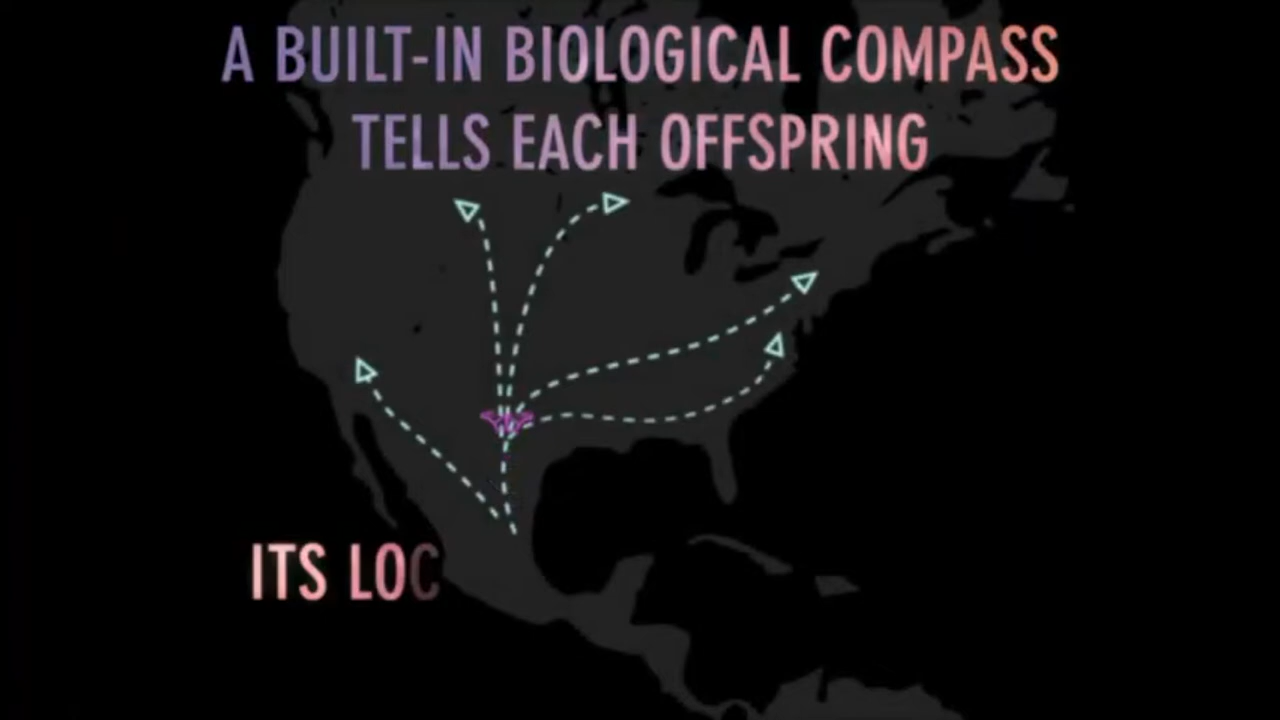 A BUILT-IN BIOLOGICAL COMPASS
TELLS EACH OFFSPRING
ITS LOC